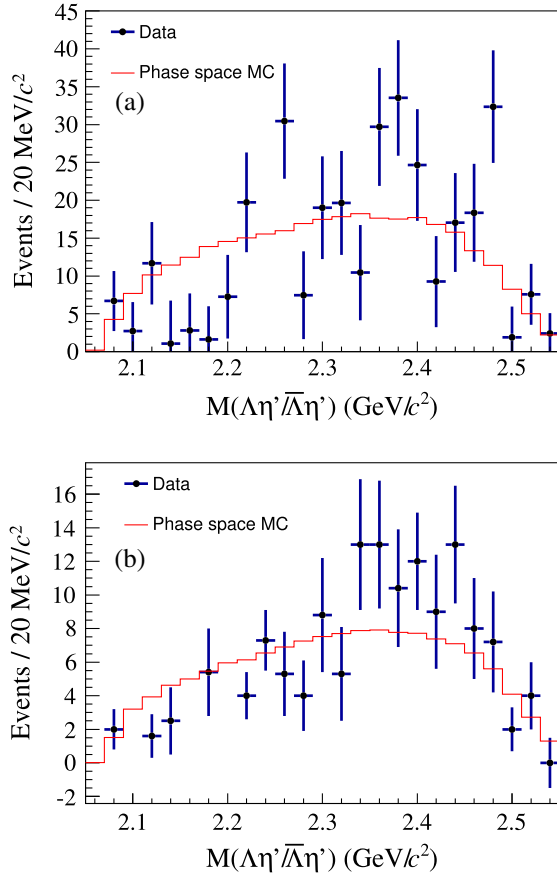 45
40
35
30
25
20
15
10
5
0
Events / 20 MeV/c²
Data
Phase space MC
(a)
2.1 2.2 2.3 2.4 2.5
M(Λη'/Λ̅η') (GeV/c²)
16
14
12
10
8
6
4
2
0
-2
Events / 20 MeV/c²
Data
Phase space MC
(b)
2.1 2.2 2.3 2.4 2.5
M(Λη'/Λ̅η') (GeV/c²)